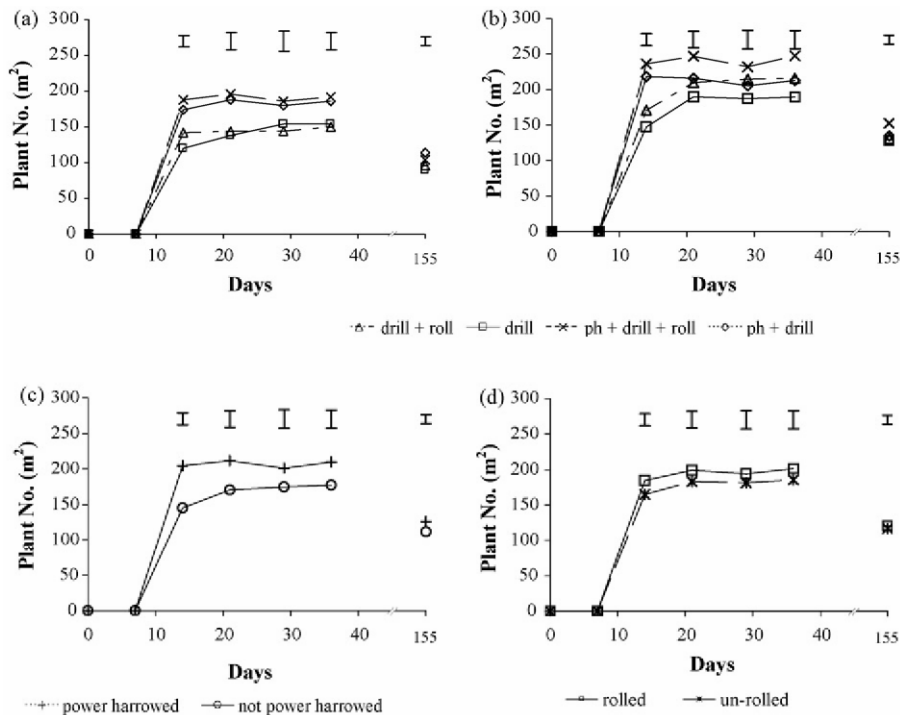 (a)
Plant No. (m²)
300
250
200
150
100
50
0
0 10 20 30 40 155
Days
(b)
Plant No. (m²)
300
250
200
150
100
50
0
0 10 20 30 40 155
Days
drill + roll drill ph + drill + roll ph + drill
(c)
Plant No. (m²)
300
250
200
150
100
50
0
0 10 20 30 40 155
Days
power harrowed not power harrowed
(d)
Plant No. (m²)
300
250
200
150
100
50
0
0 10 20 30 40 155
Days
rolled un-rolled